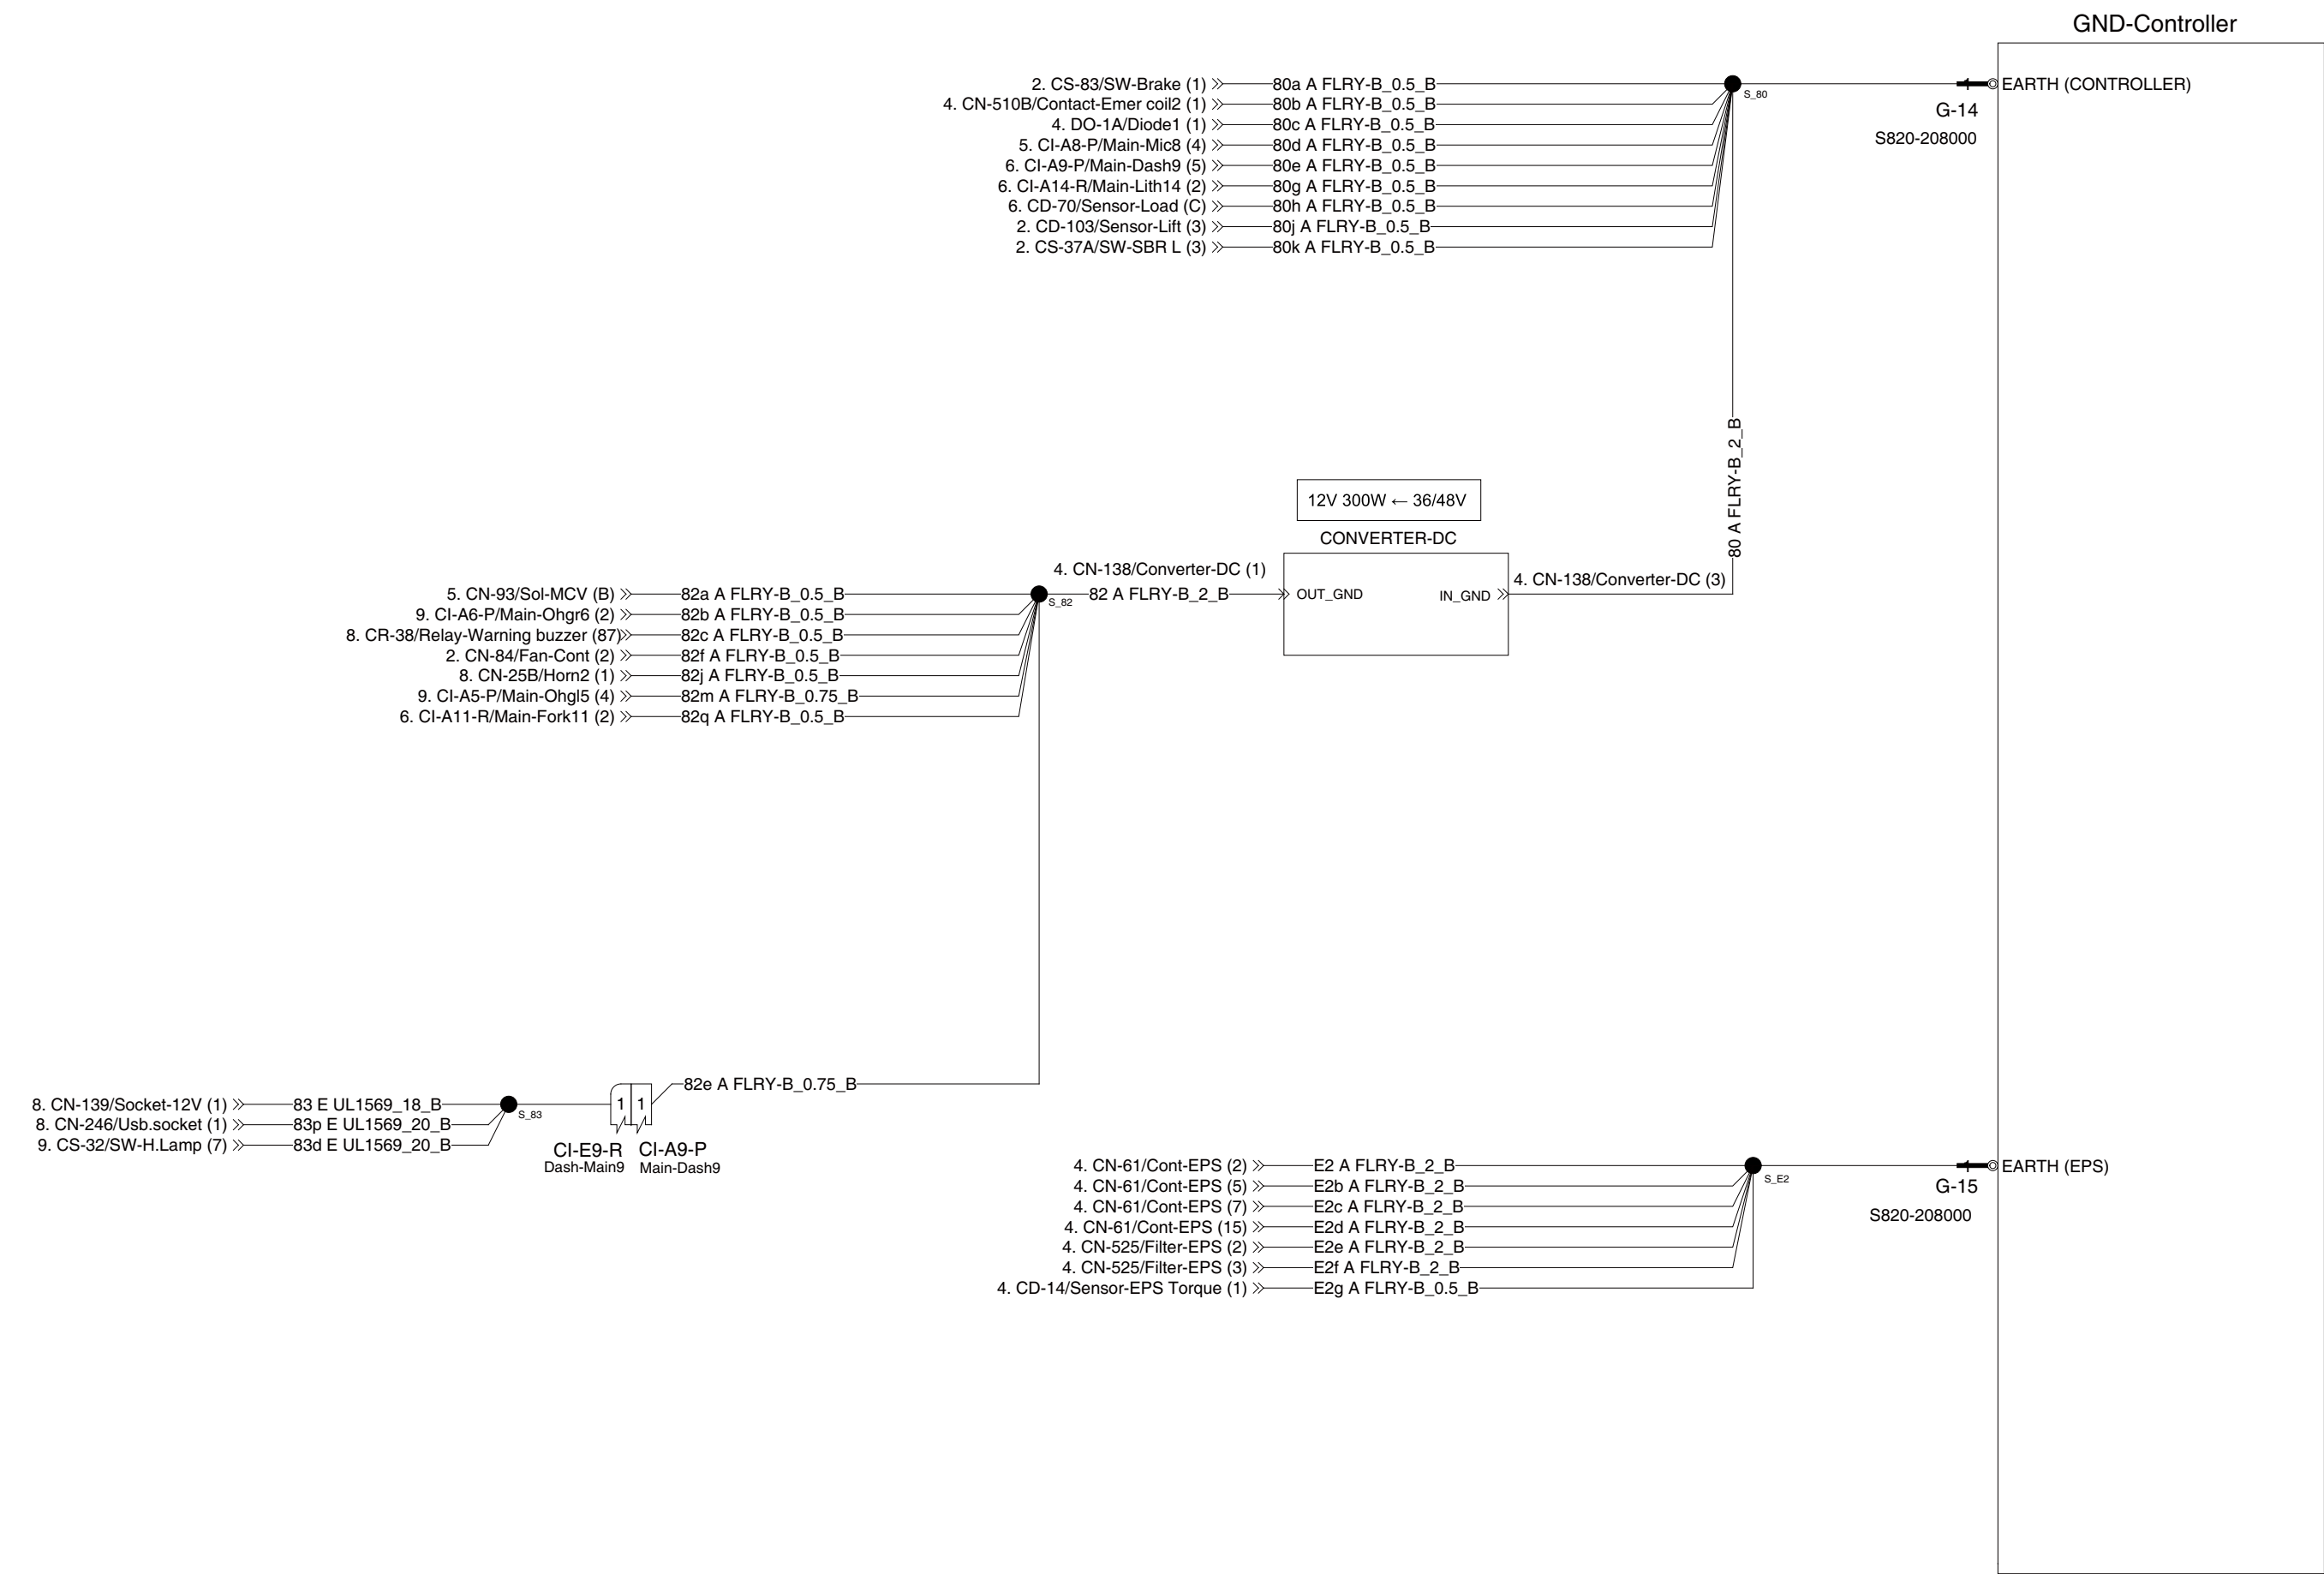 GND-Controller
2. CS-83/SW-Brake (1) 80a A FLRY-B_0.5_B
4. CN-510B/Contact-Emer coil2 (1) 80b A FLRY-B_0.5_B
4. DO-1A/Diode1 (1) 80c A FLRY-B_0.5_B
5. CI-A8-P/Main-Mic8 (4) 80d A FLRY-B_0.5_B
6. CI-A9-P/Main-Dash9 (5) 80e A FLRY-B_0.5_B
6. CI-A14-R/Main-Lith14 (2) 80g A FLRY-B_0.5_B
6. CD-70/Sensor-Load (C) 80h A FLRY-B_0.5_B
2. CD-103/Sensor-Lift (3) 80j A FLRY-B_0.5_B
2. CS-37A/SW-SBR L (3) 80k A FLRY-B_0.5_B
S_80
1 EARTH (CONTROLLER)
G-14
S820-208000
80 A FLRY-B_2_B
12V 300W ← 36/48V
CONVERTER-DC
4. CN-138/Converter-DC (1)
4. CN-138/Converter-DC (3)
OUT_GND
IN_GND
5. CN-93/Sol-MCV (B) 82a A FLRY-B_0.5_B
S_82
82 A FLRY-B_2_B
9. CI-A6-P/Main-Ohgr6 (2) 82b A FLRY-B_0.5_B
8. CR-38/Relay-Warning buzzer (87) 82c A FLRY-B_0.5_B
2. CN-84/Fan-Cont (2) 82f A FLRY-B_0.5_B
8. CN-25B/Horn2 (1) 82j A FLRY-B_0.5_B
9. CI-A5-P/Main-Ohgl5 (4) 82m A FLRY-B_0.75_B
6. CI-A11-R/Main-Fork11 (2) 82q A FLRY-B_0.5_B
82e A FLRY-B_0.75_B
8. CN-139/Socket-12V (1) 83 E UL1569_18_B
8. CN-246/Usb.socket (1) 83p E UL1569_20_B
9. CS-32/SW-H.Lamp (7) 83d E UL1569_20_B
S_83
1 1
CI-E9-R CI-A9-P
Dash-Main9 Main-Dash9
4. CN-61/Cont-EPS (2) E2 A FLRY-B_2_B
4. CN-61/Cont-EPS (5) E2b A FLRY-B_2_B
4. CN-61/Cont-EPS (7) E2c A FLRY-B_2_B
4. CN-61/Cont-EPS (15) E2d A FLRY-B_2_B
4. CN-525/Filter-EPS (2) E2e A FLRY-B_2_B
4. CN-525/Filter-EPS (3) E2f A FLRY-B_2_B
4. CD-14/Sensor-EPS Torque (1) E2g A FLRY-B_0.5_B
S_E2
1 EARTH (EPS)
G-15
S820-208000